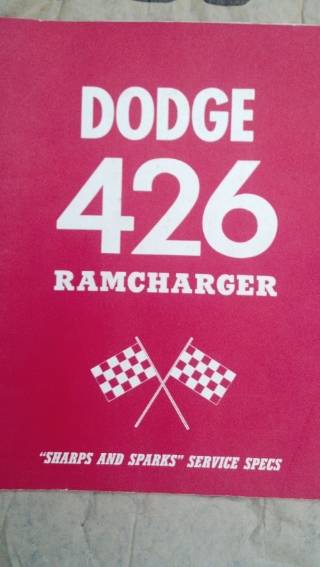 DODGE
426
RAMCHARGER
"SHARPS AND SPARKS" SERVICE SPECS